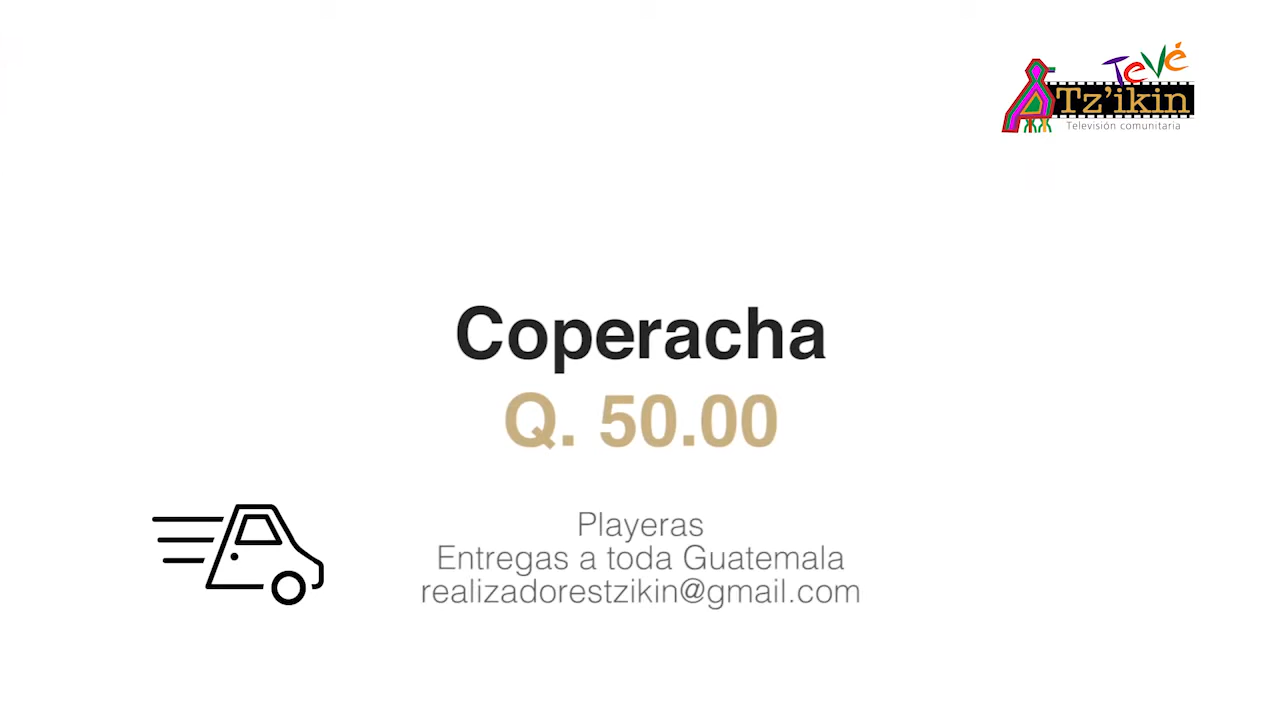 TeVé
Tz'ikin
Televisión comunitaria
Coperacha
Q. 50.00
Playeras
Entregas a toda Guatemala
realizadorestzikin@gmail.com